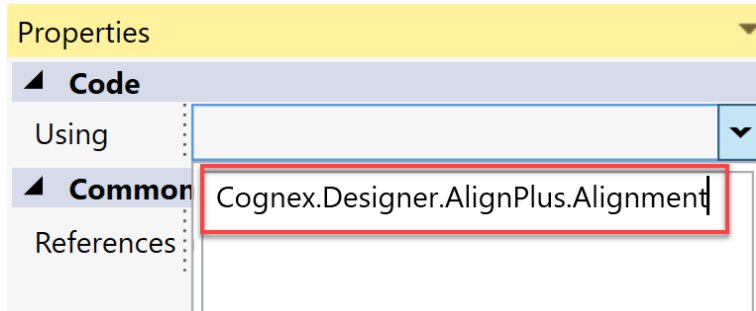 Properties
Code
Using
Cognex.Designer.AlignPlus.Alignment
Common
References